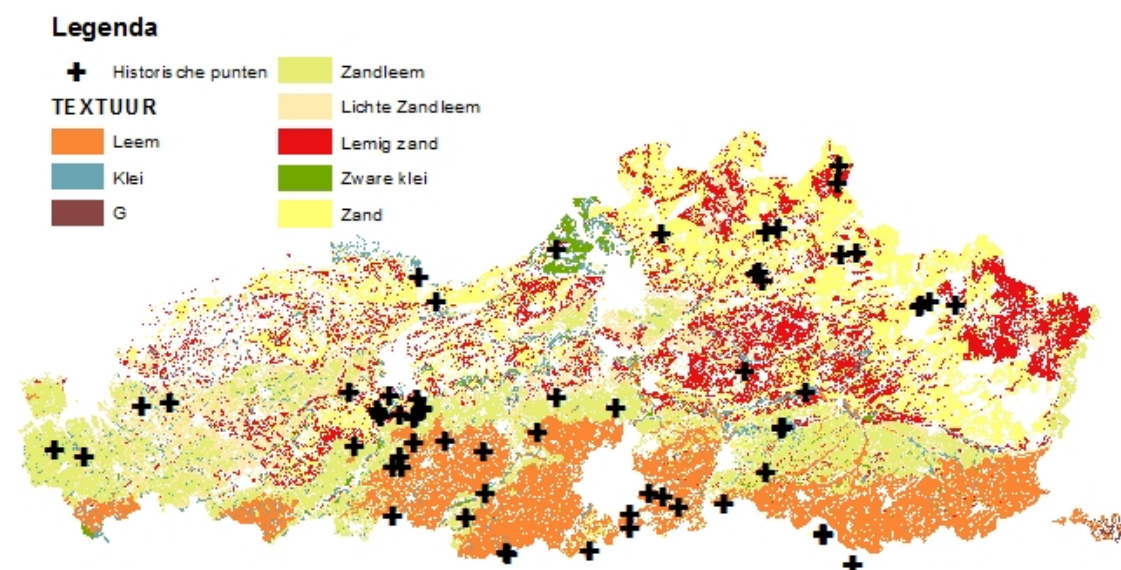 Legenda
Historische punten
TEXTUUR
Leem
Klei
G
Zandleem
Lichte Zandleem
Lemig zand
Zware klei
Zand